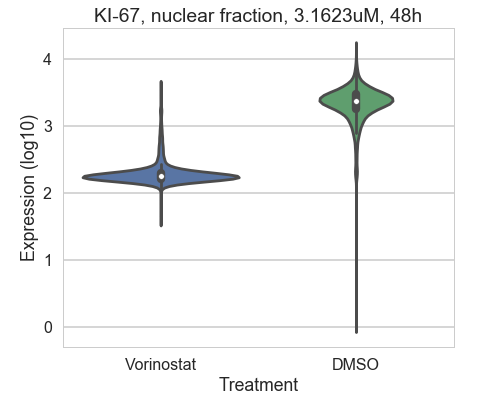 KI-67, nuclear fraction, 3.1623uM, 48h
Expression (log10)
4
3
2
1
0
Vorinostat
DMSO
Treatment